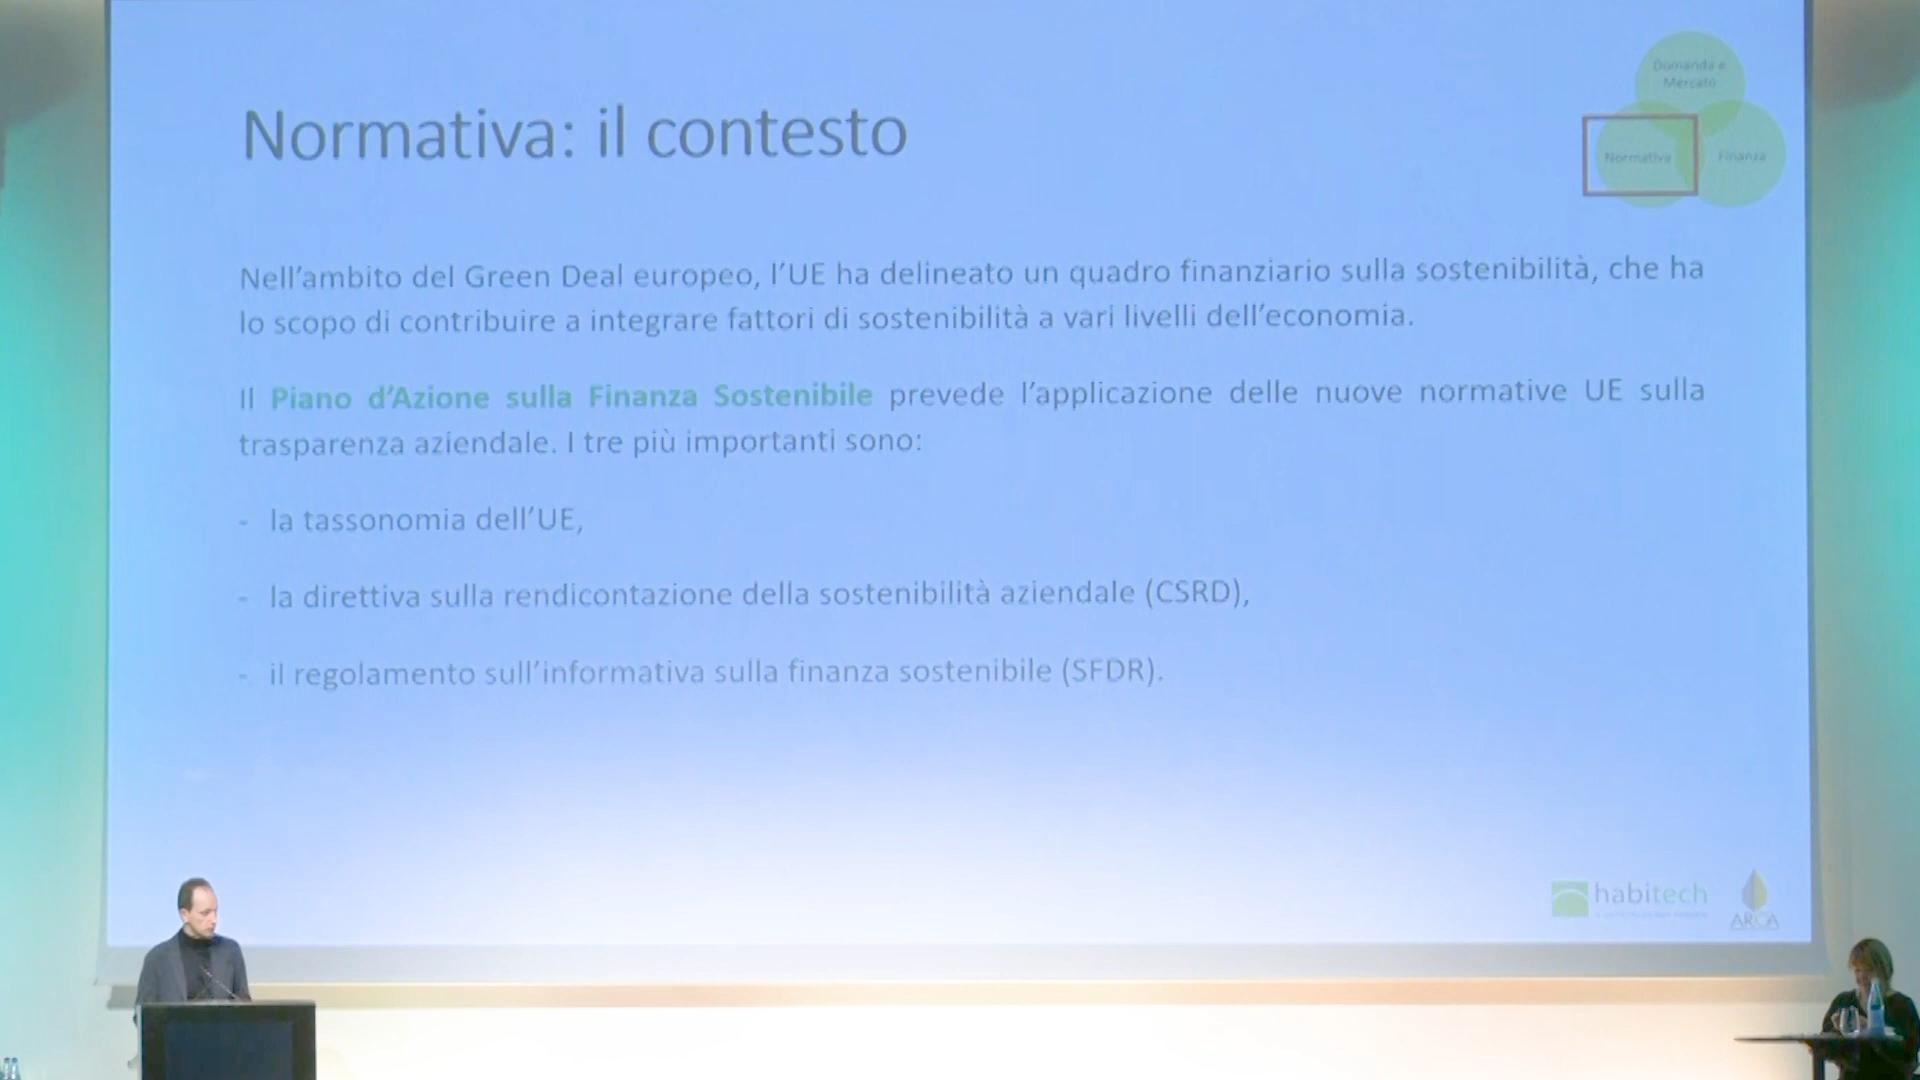 Domanda e
Mercato
Normativa
Finanza
Normativa: il contesto
Nell'ambito del Green Deal europeo, l'UE ha delineato un quadro finanziario sulla sostenibilità, che ha
lo scopo di contribuire a integrare fattori di sostenibilità a vari livelli dell'economia.
Il Piano d'Azione sulla Finanza Sostenibile prevede l'applicazione delle nuove normative UE sulla
trasparenza aziendale. I tre più importanti sono:
- la tassonomia dell'UE,
- la direttiva sulla rendicontazione della sostenibilità aziendale (CSRD),
- il regolamento sull'informativa sulla finanza sostenibile (SFDR).
habitech
ARCA